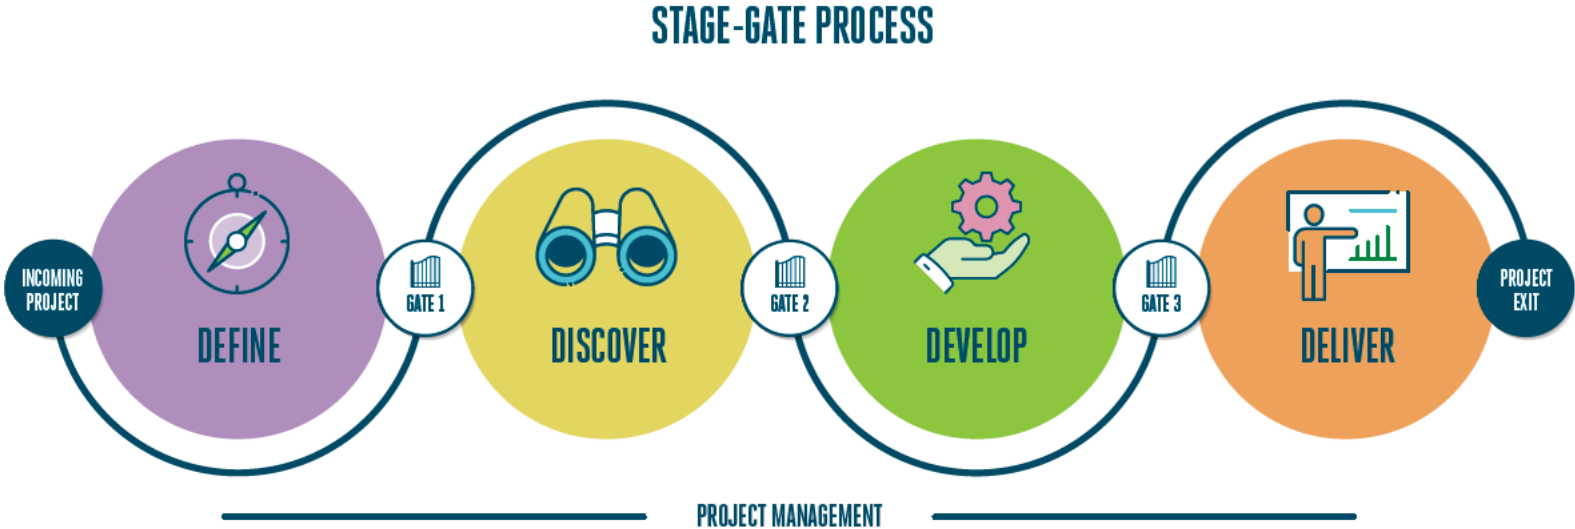 STAGE-GATE PROCESS
INCOMING
PROJECT
DEFINE
GATE 1
DISCOVER
GATE 2
DEVELOP
GATE 3
DELIVER
PROJECT
EXIT
PROJECT MANAGEMENT